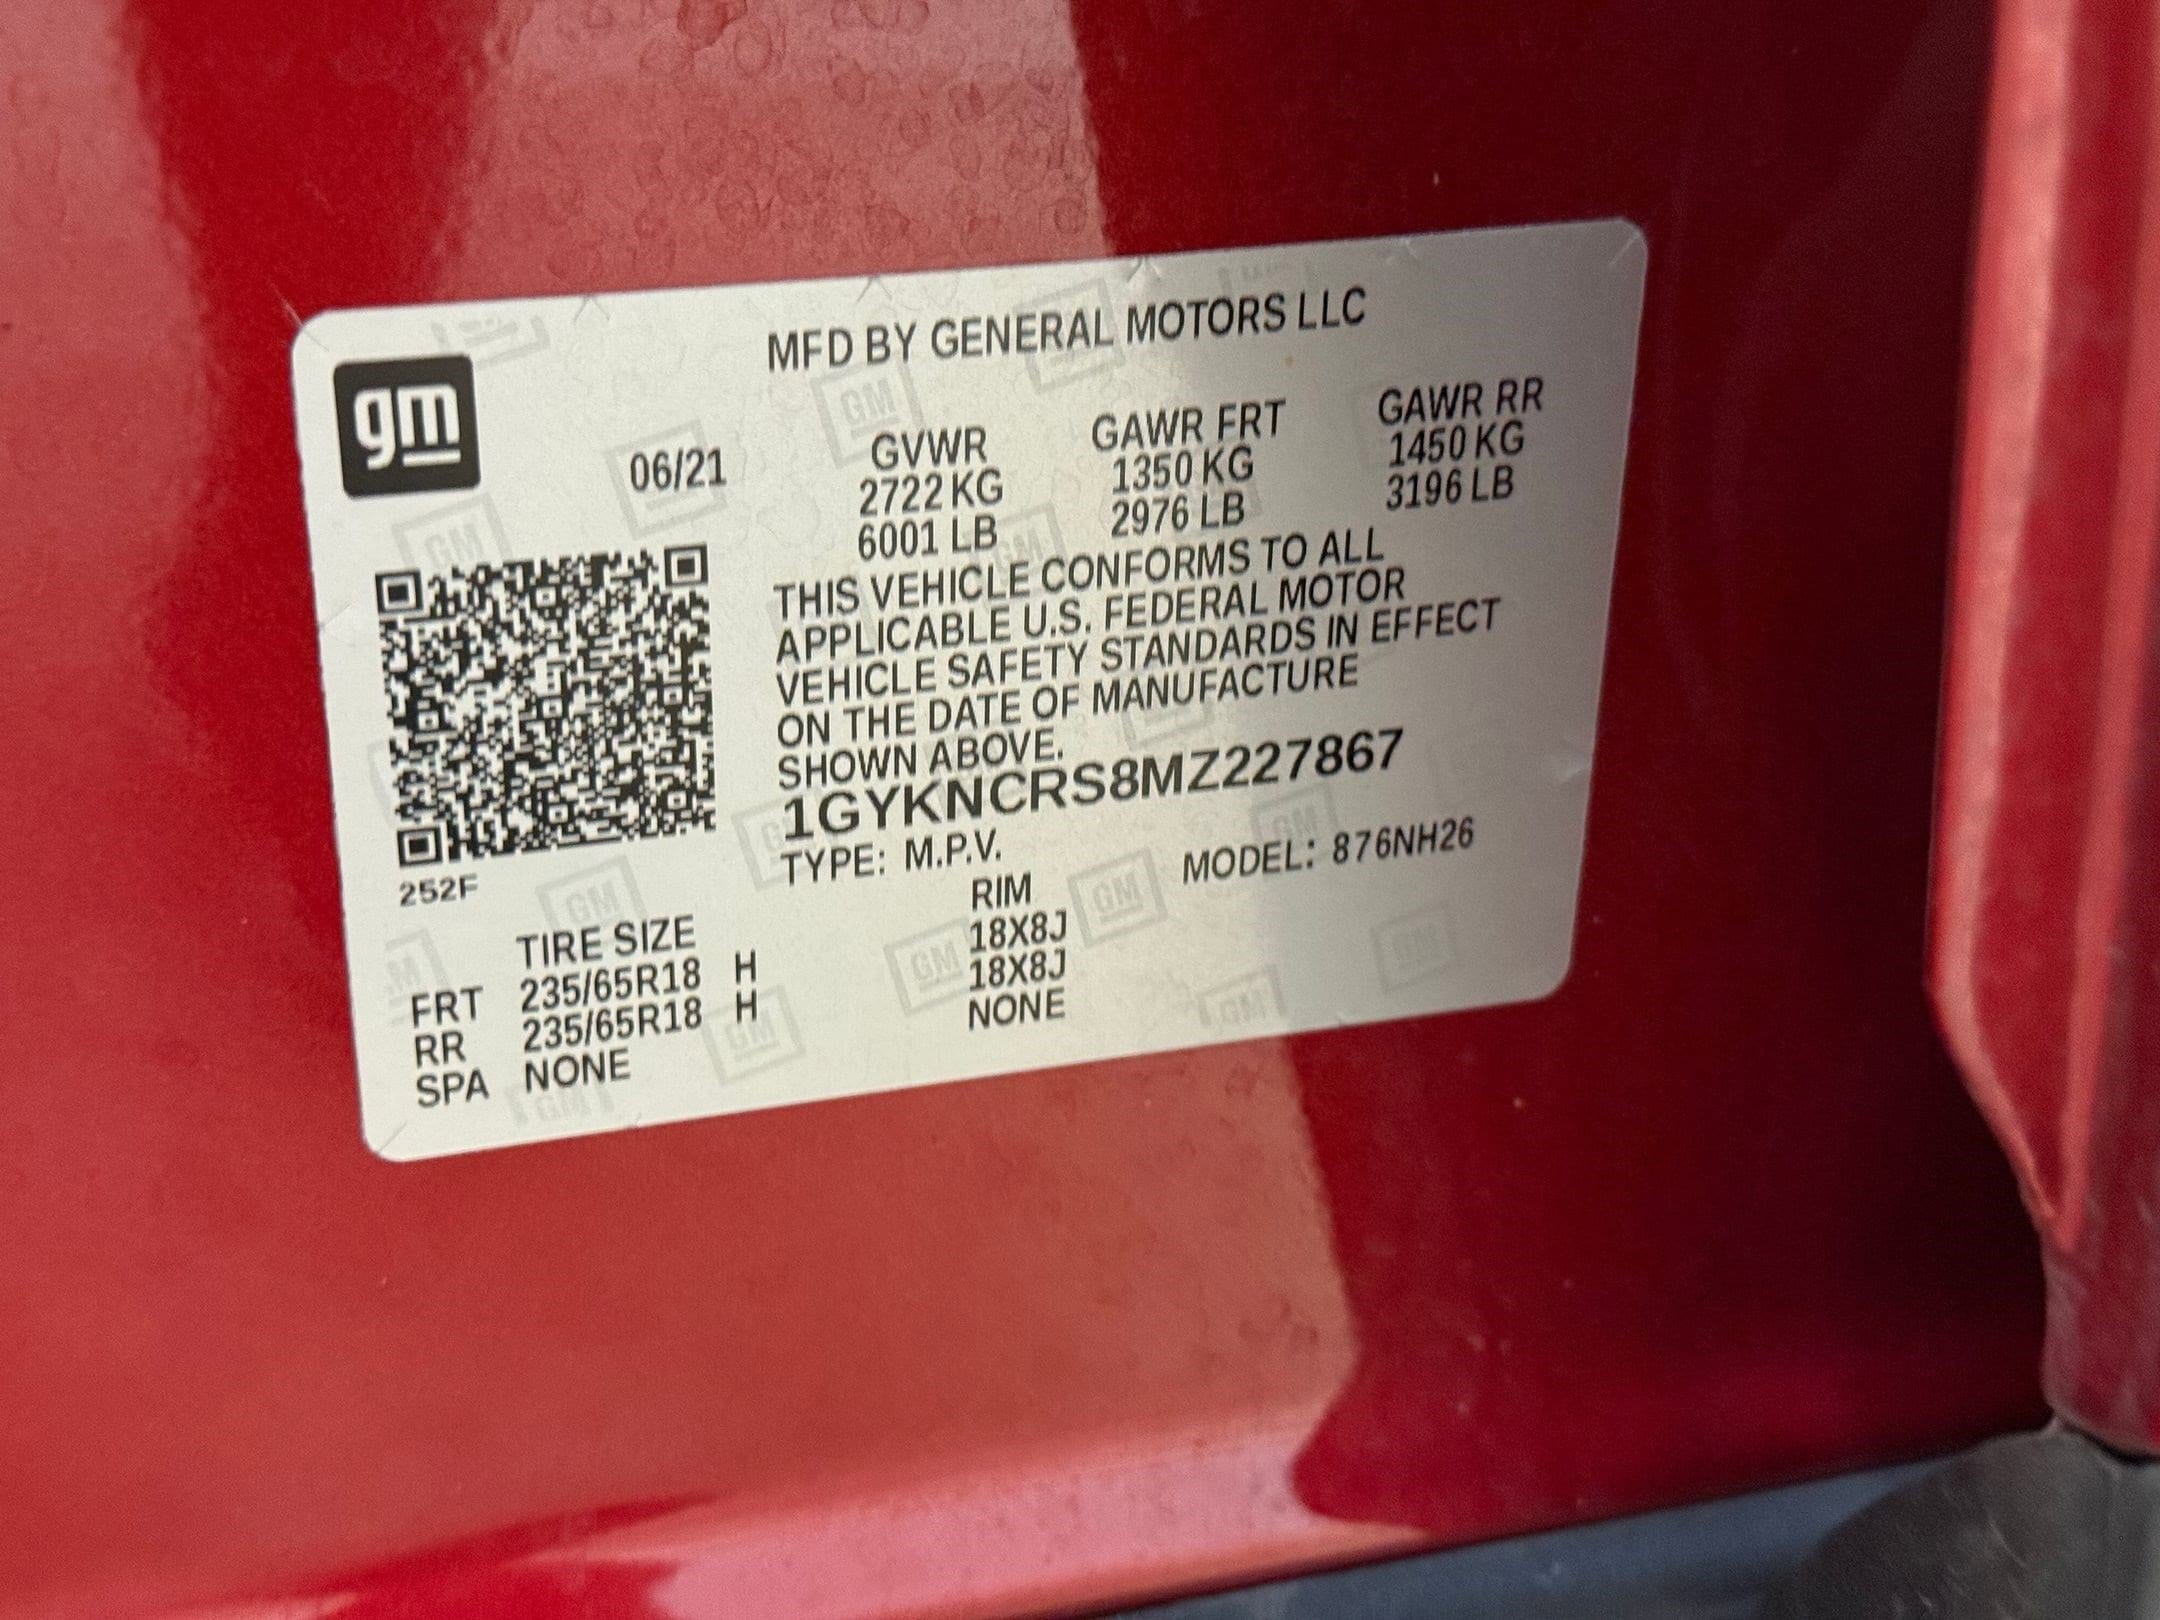 MFD BY GENERAL MOTORS LLC
gm
06/21 GVWR GAWR FRT GAWR RR
2722 KG 1350 KG 1450 KG
6001 LB 2976 LB 3196 LB
THIS VEHICLE CONFORMS TO ALL
APPLICABLE U.S. FEDERAL MOTOR
VEHICLE SAFETY STANDARDS IN EFFECT
ON THE DATE OF MANUFACTURE
SHOWN ABOVE.
1GYKNCRS8MZ227867
TYPE: M.P.V. MODEL: 876NH26
252F
TIRE SIZE RIM
FRT 235/65R18 H 18X8J
RR 235/65R18 H 18X8J
SPA NONE NONE